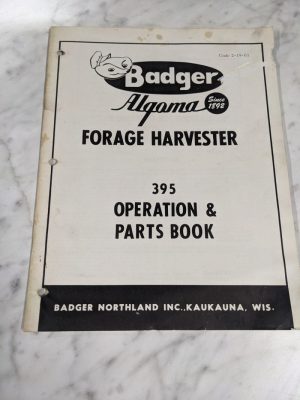 Badger
Algoma Since 1892
FORAGE HARVESTER
395
OPERATION &
PARTS BOOK
BADGER NORTHLAND INC., KAUKAUNA, WIS.